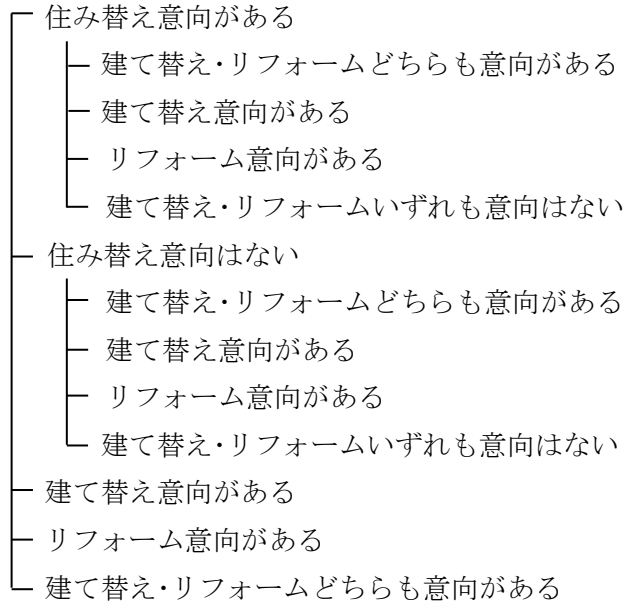 住み替え意向がある
建て替え・リフォームどちらも意向がある
建て替え意向がある
リフォーム意向がある
建て替え・リフォームいずれも意向はない
住み替え意向はない
建て替え・リフォームどちらも意向がある
建て替え意向がある
リフォーム意向がある
建て替え・リフォームいずれも意向はない
建て替え意向がある
リフォーム意向がある
建て替え・リフォームどちらも意向がある